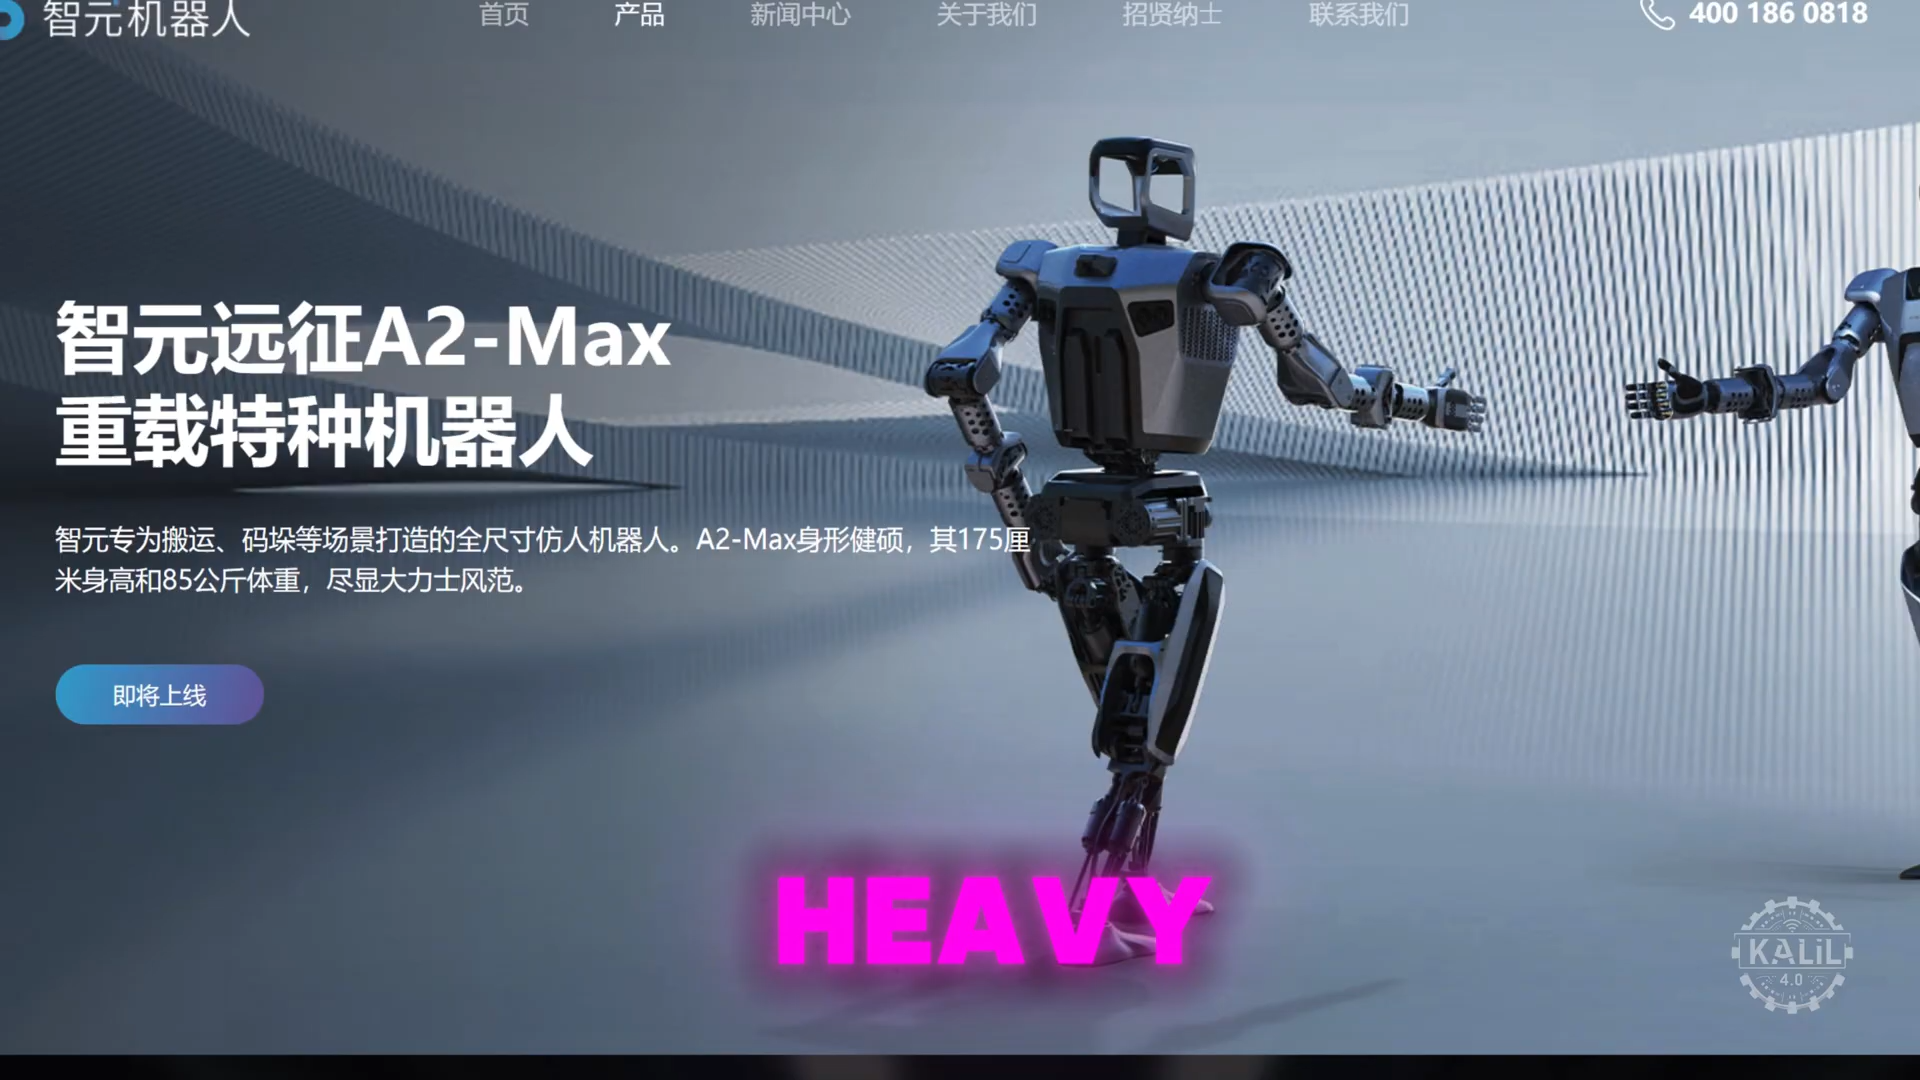 智元机器人
首页 产品 新闻中心 关于我们 招贤纳士 联系我们
400 186 0818
智元远征A2-Max
重载特种机器人
智元专为搬运、码垛等场景打造的全尺寸仿人机器人。A2-Max身形健硕，其175厘
米身高和85公斤体重，尽显大力士风范。
即将上线
HEAVY
KALiL
4.0